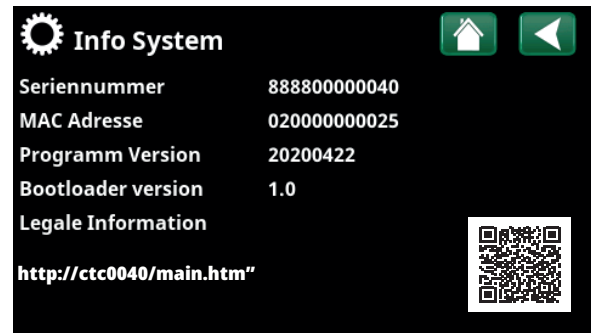 Info System
Seriennummer 888800000040
MAC Adresse 020000000025
Programm Version 20200422
Bootloader version 1.0
Legale Information
http://ctc0040/main.htm”